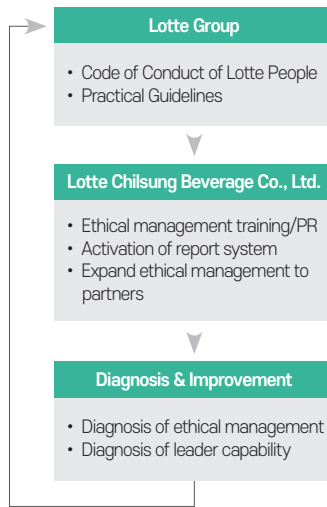 Lotte Group
• Code of Conduct of Lotte People
• Practical Guidelines
Lotte Chilsung Beverage Co., Ltd.
• Ethical management training/PR
• Activation of report system
• Expand ethical management to
partners
Diagnosis & Improvement
• Diagnosis of ethical management
• Diagnosis of leader capability